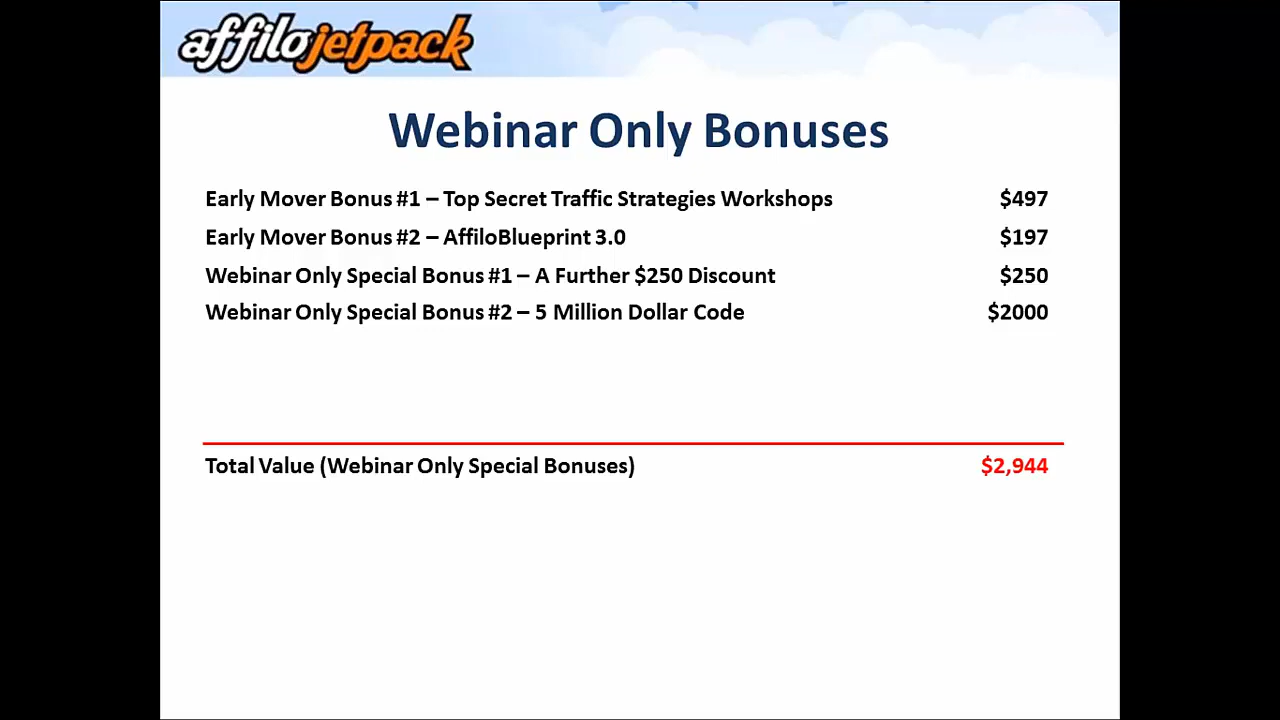 affilojetpack
Webinar Only Bonuses
Early Mover Bonus #1 – Top Secret Traffic Strategies Workshops $497
Early Mover Bonus #2 – AffiloBlueprint 3.0 $197
Webinar Only Special Bonus #1 – A Further $250 Discount $250
Webinar Only Special Bonus #2 – 5 Million Dollar Code $2000
Total Value (Webinar Only Special Bonuses) $2,944